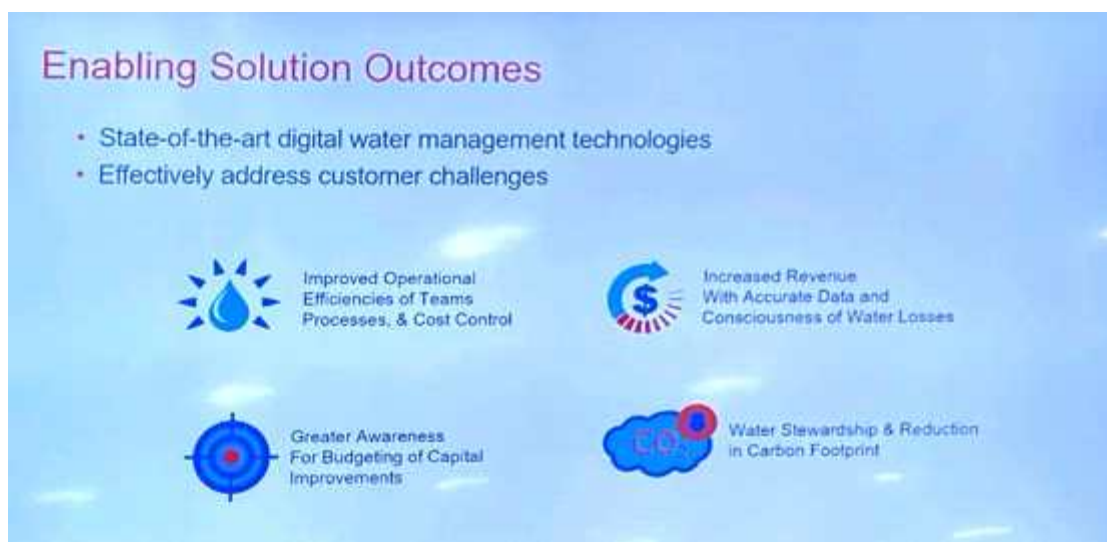 Enabling Solution Outcomes
• State-of-the-art digital water management technologies
• Effectively address customer challenges
Improved Operational
Efficiencies of Teams
Processes, & Cost Control
$
Increased Revenue
With Accurate Data and
Consciousness of Water Losses
Greater Awareness
For Budgeting of Capital
Improvements
CO₂
Water Stewardship & Reduction
in Carbon Footprint